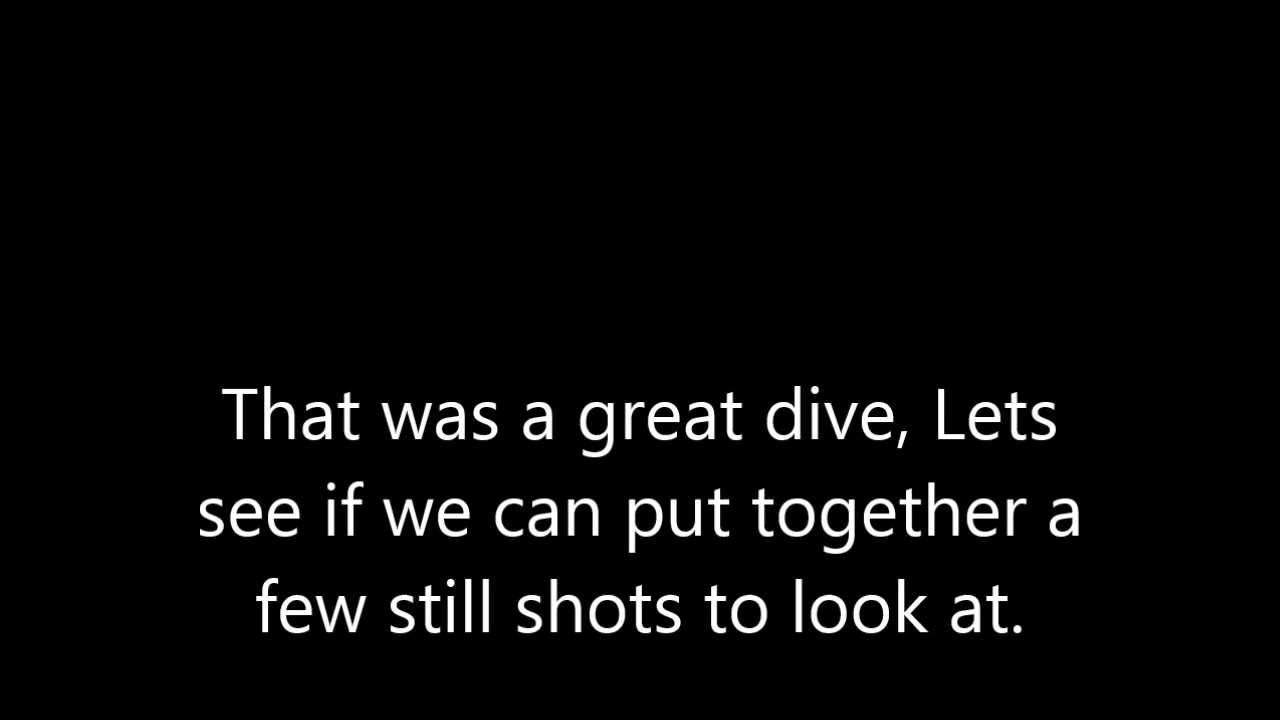 That was a great dive, Lets
see if we can put together a
few still shots to look at.